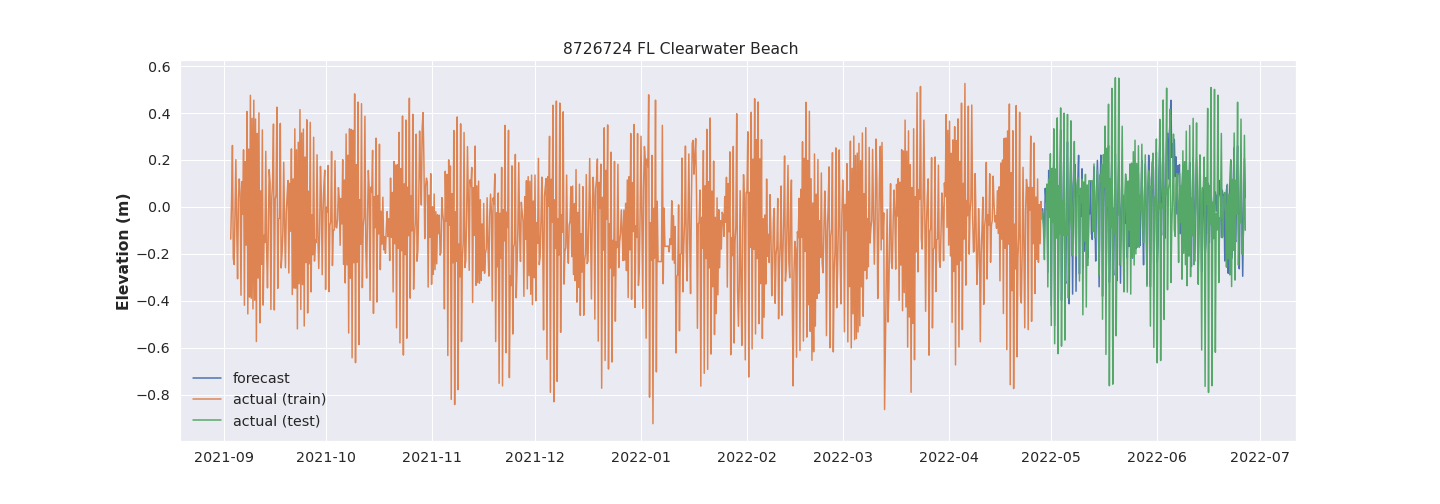 8726724 FL Clearwater Beach
Elevation (m)
0.6
0.4
0.2
0.0
−0.2
−0.4
−0.6
−0.8
forecast
actual (train)
actual (test)
2021-09 2021-10 2021-11 2021-12 2022-01 2022-02 2022-03 2022-04 2022-05 2022-06 2022-07